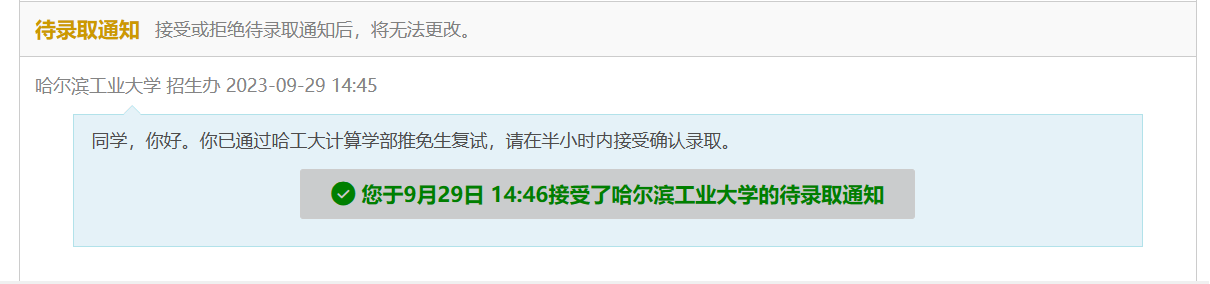 待录取通知 接受或拒绝待录取通知后，将无法更改。
哈尔滨工业大学 招生办 2023-09-29 14:45
同学，你好。你已通过哈工大计算学部推免生复试，请在半小时内接受确认录取。
您于9月29日 14:46接受了哈尔滨工业大学的待录取通知